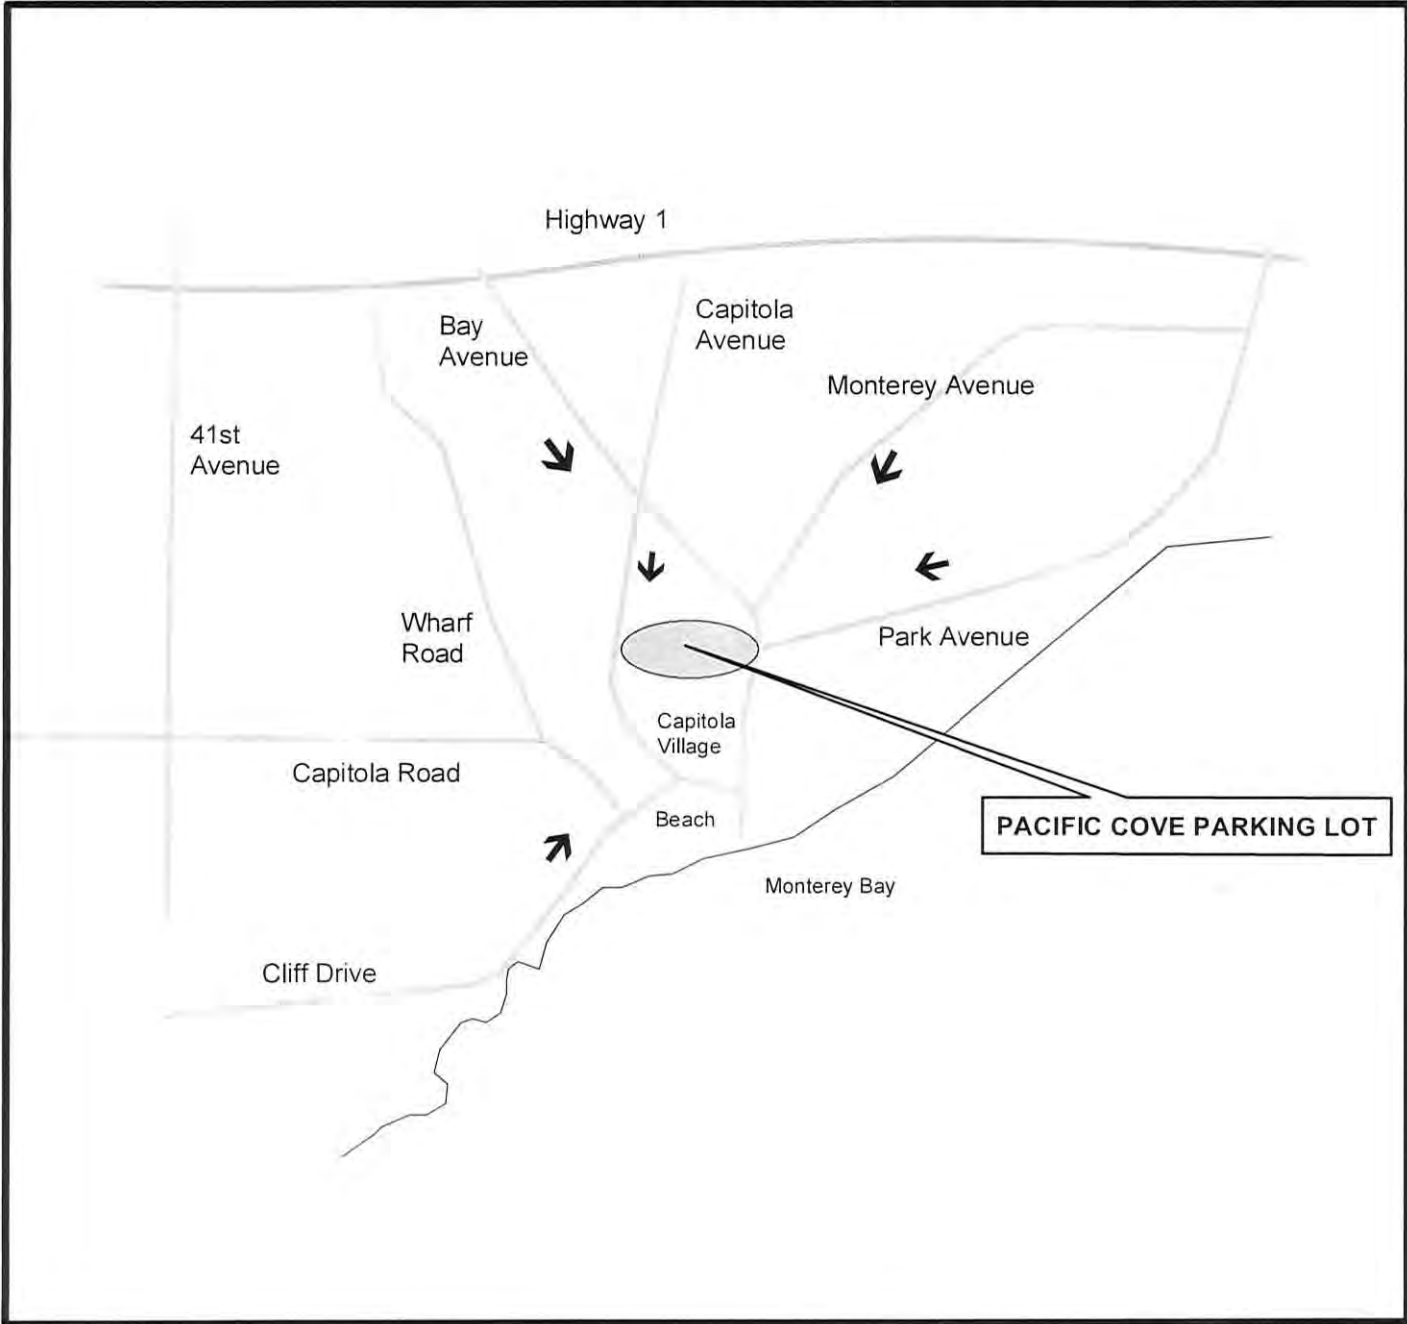 Highway 1
Bay
Avenue
Capitola
Avenue
Monterey Avenue
41st
Avenue
Wharf
Road
Park Avenue
Capitola
Village
Capitola Road
Beach
PACIFIC COVE PARKING LOT
Monterey Bay
Cliff Drive